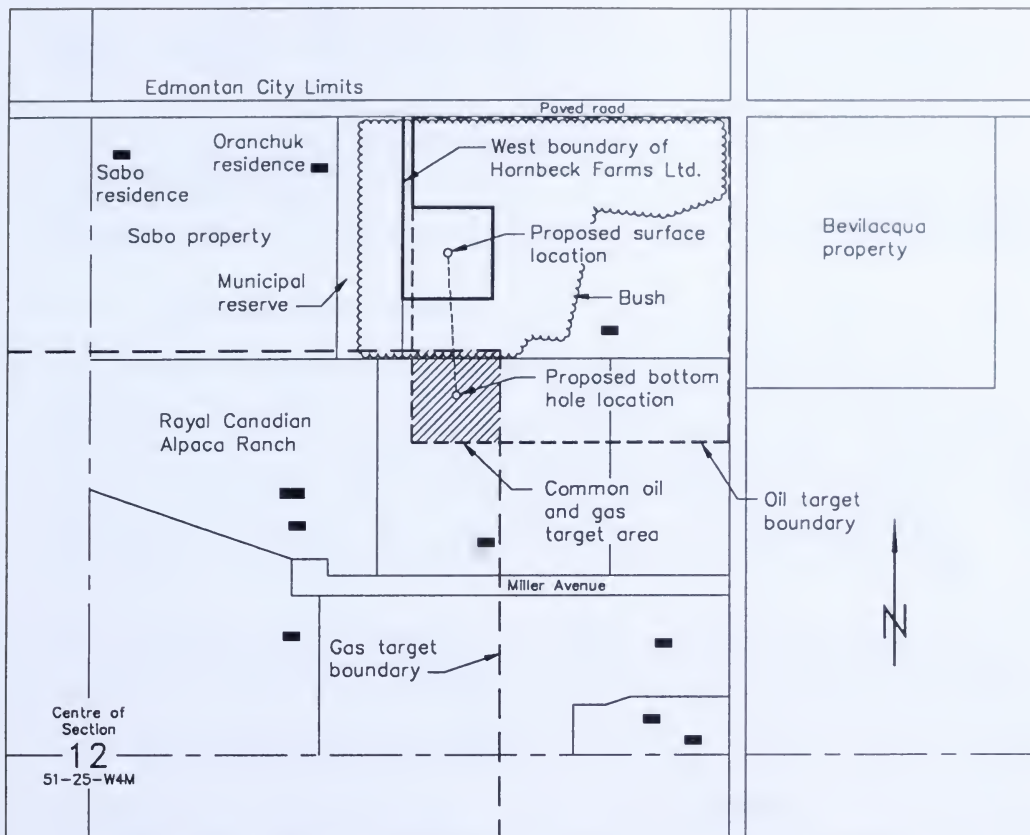 Edmontan City Limits
Paved road
Oranchuk
residence
West boundary of
Hornbeck Farms Ltd.
Sabo
residence
Sabo property
Proposed surface
location
Bevilacqua
property
Municipal
reserve
Bush
Proposed bottom
hole location
Rayal Canadian
Alpaca Ranch
Common oil
and gas
target area
Oil target
boundary
Miller Avenue
N
Gas target
boundary
Centre of
Section
12
51-25-W4M